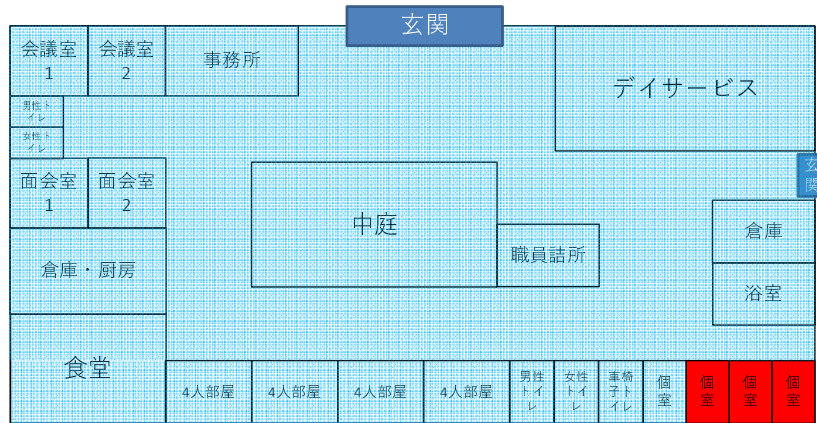 玄関
会議室
1
会議室
2
事務所
デイサービス
男性ト
イレ
女性ト
イレ
玄
関
面会室
1
面会室
2
中庭
倉庫
職員詰所
倉庫・厨房
浴室
食堂
4人部屋
4人部屋
4人部屋
4人部屋
男性
トイ
レ
女性
トイ
レ
車椅
子ト
イレ
個
室
個
室
個
室
個
室